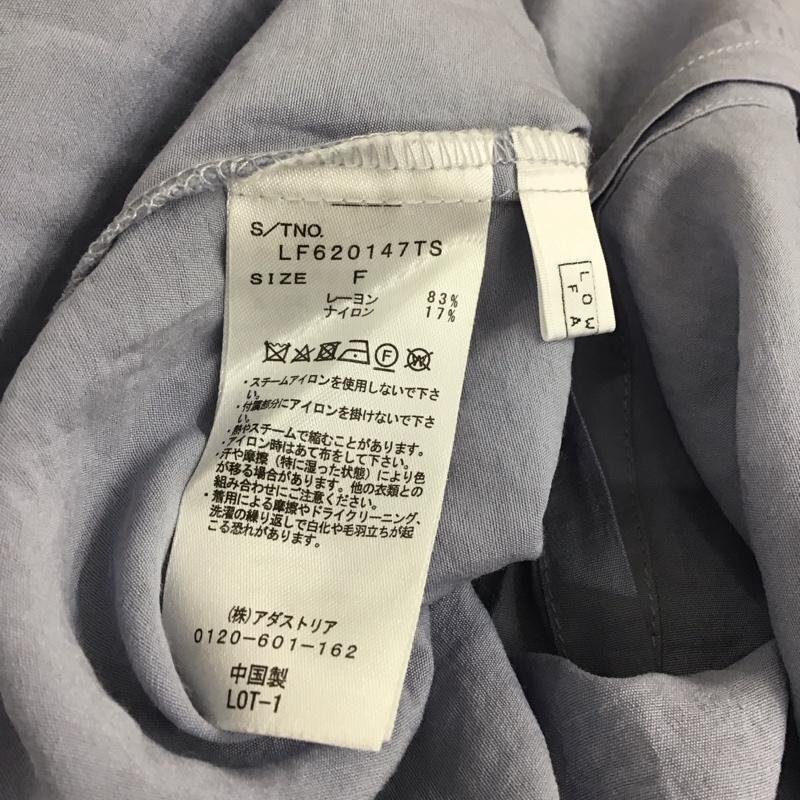 S/TNO.
LF620147TS
SIZE F
レーヨン 83%
ナイロン 17%
・スチームアイロンを使用しないで下さ
い。
・付属部分にアイロンを掛けないで下さ
い。
・熱やスチームで縮むことがあります。
・アイロン時はあて布をして下さい。
・汗や摩擦（特に湿った状態）により色
が移る場合があります。他の衣類との
組み合わせにご注意ください。
・着用による摩擦やドライクリーニング、
洗濯の繰り返しで白化や毛羽立ちが起
こる恐れがあります。
(株)アダストリア
0120-601-162
中国製
LOT-1
LOW
FA